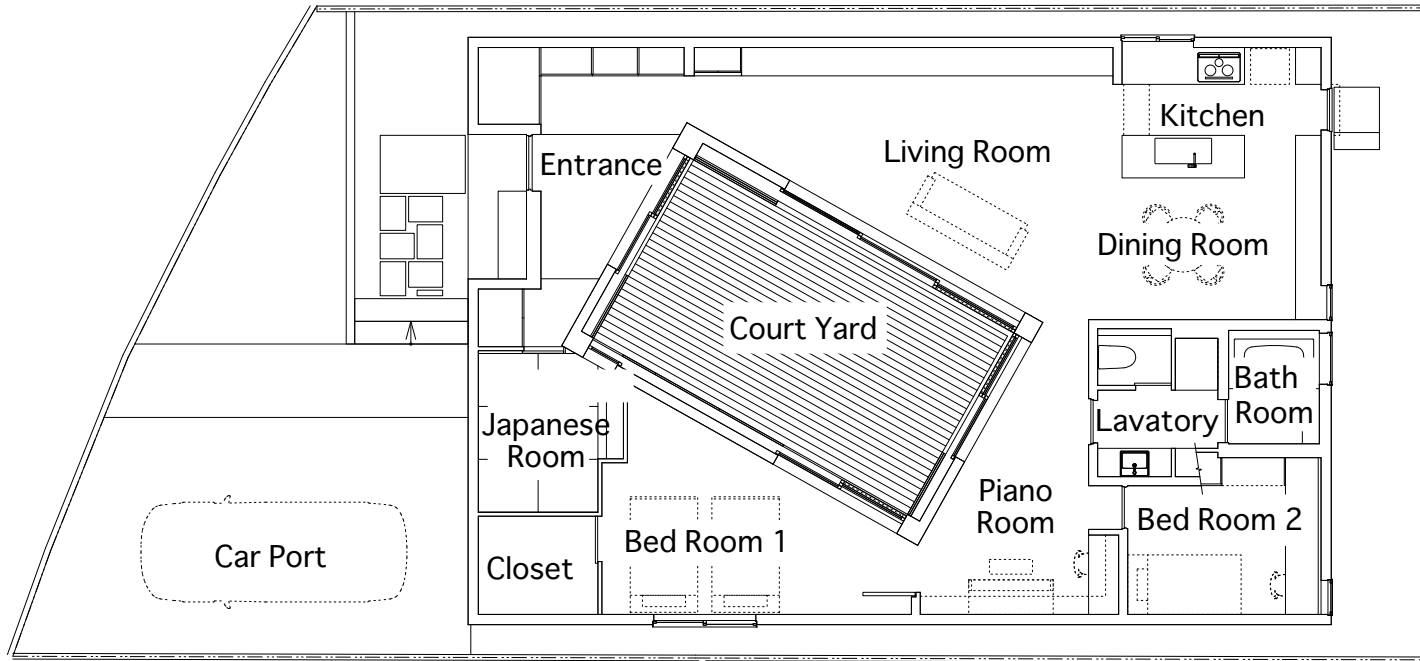 Kitchen
Living Room
Entrance
Dining Room
Court Yard
Bath
Room
Lavatory
Japanese
Room
Piano
Room
Bed Room 2
Bed Room 1
Car Port
Closet